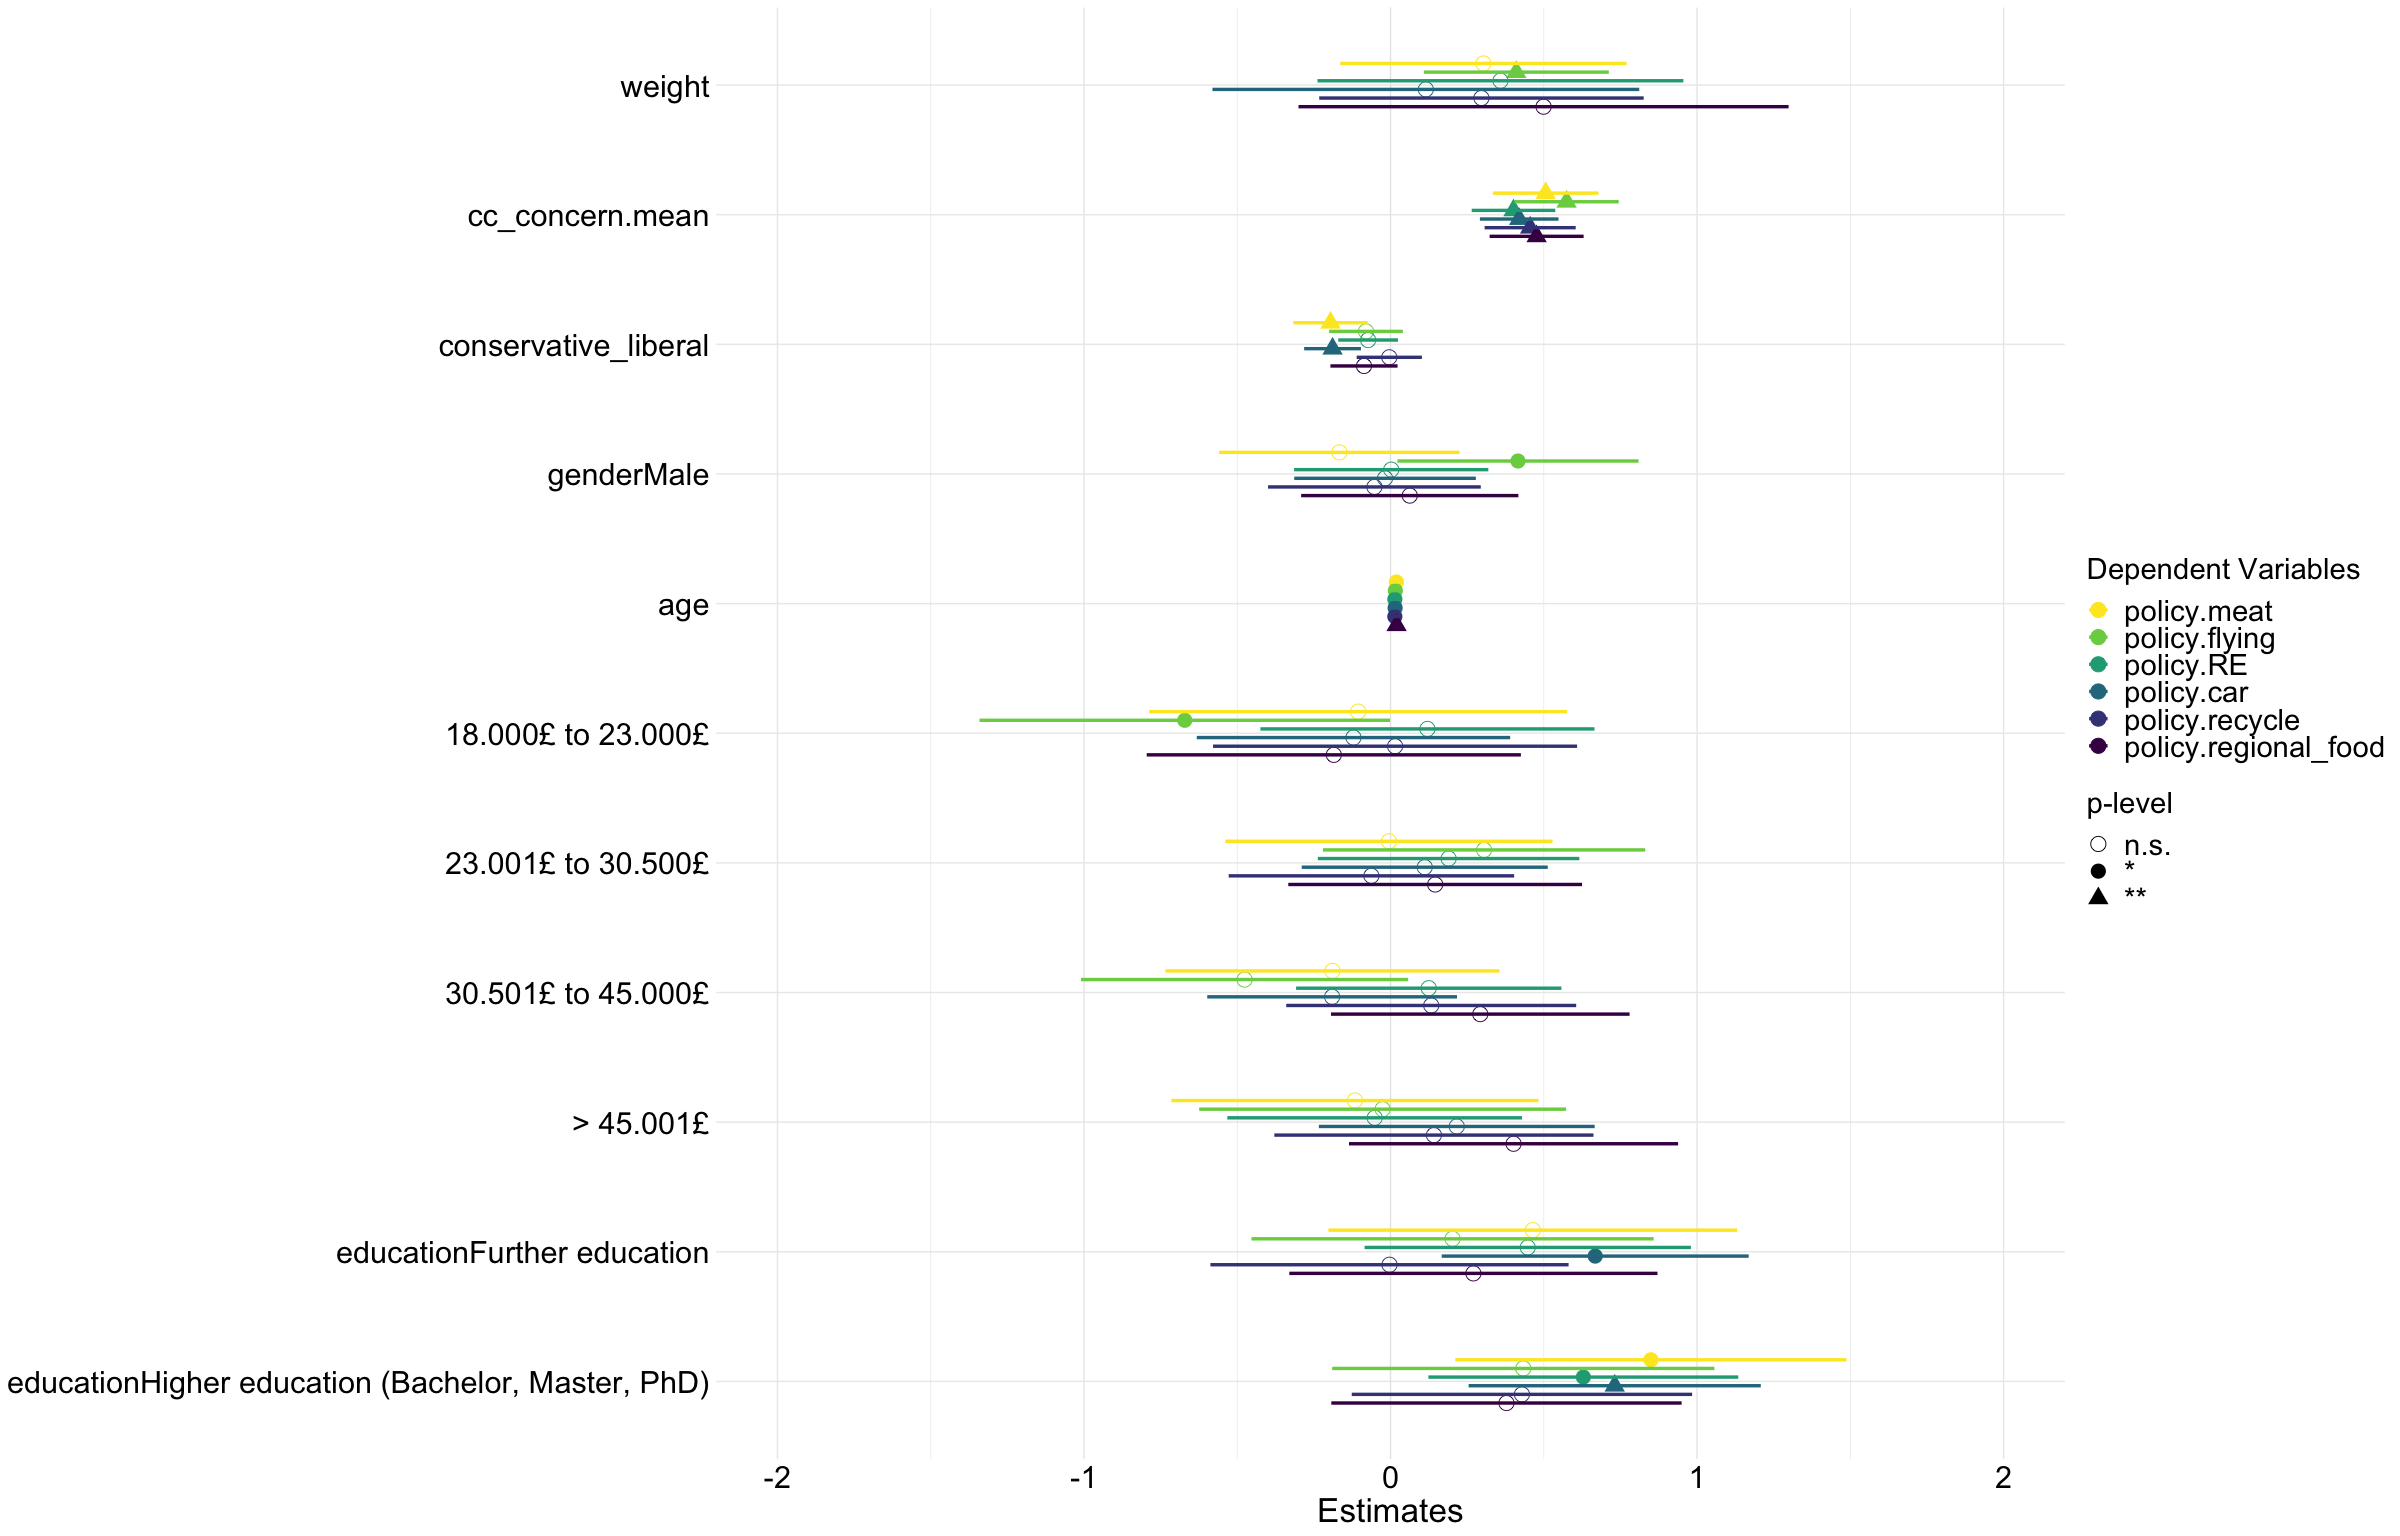 weight
cc_concern.mean
conservative_liberal
genderMale
age
18.000£ to 23.000£
23.001£ to 30.500£
30.501£ to 45.000£
> 45.001£
educationFurther education
educationHigher education (Bachelor, Master, PhD)
-2 -1 0 1 2
Estimates
Dependent Variables
policy.meat
policy.flying
policy.RE
policy.car
policy.recycle
policy.regional_food
p-level
n.s.
*
**